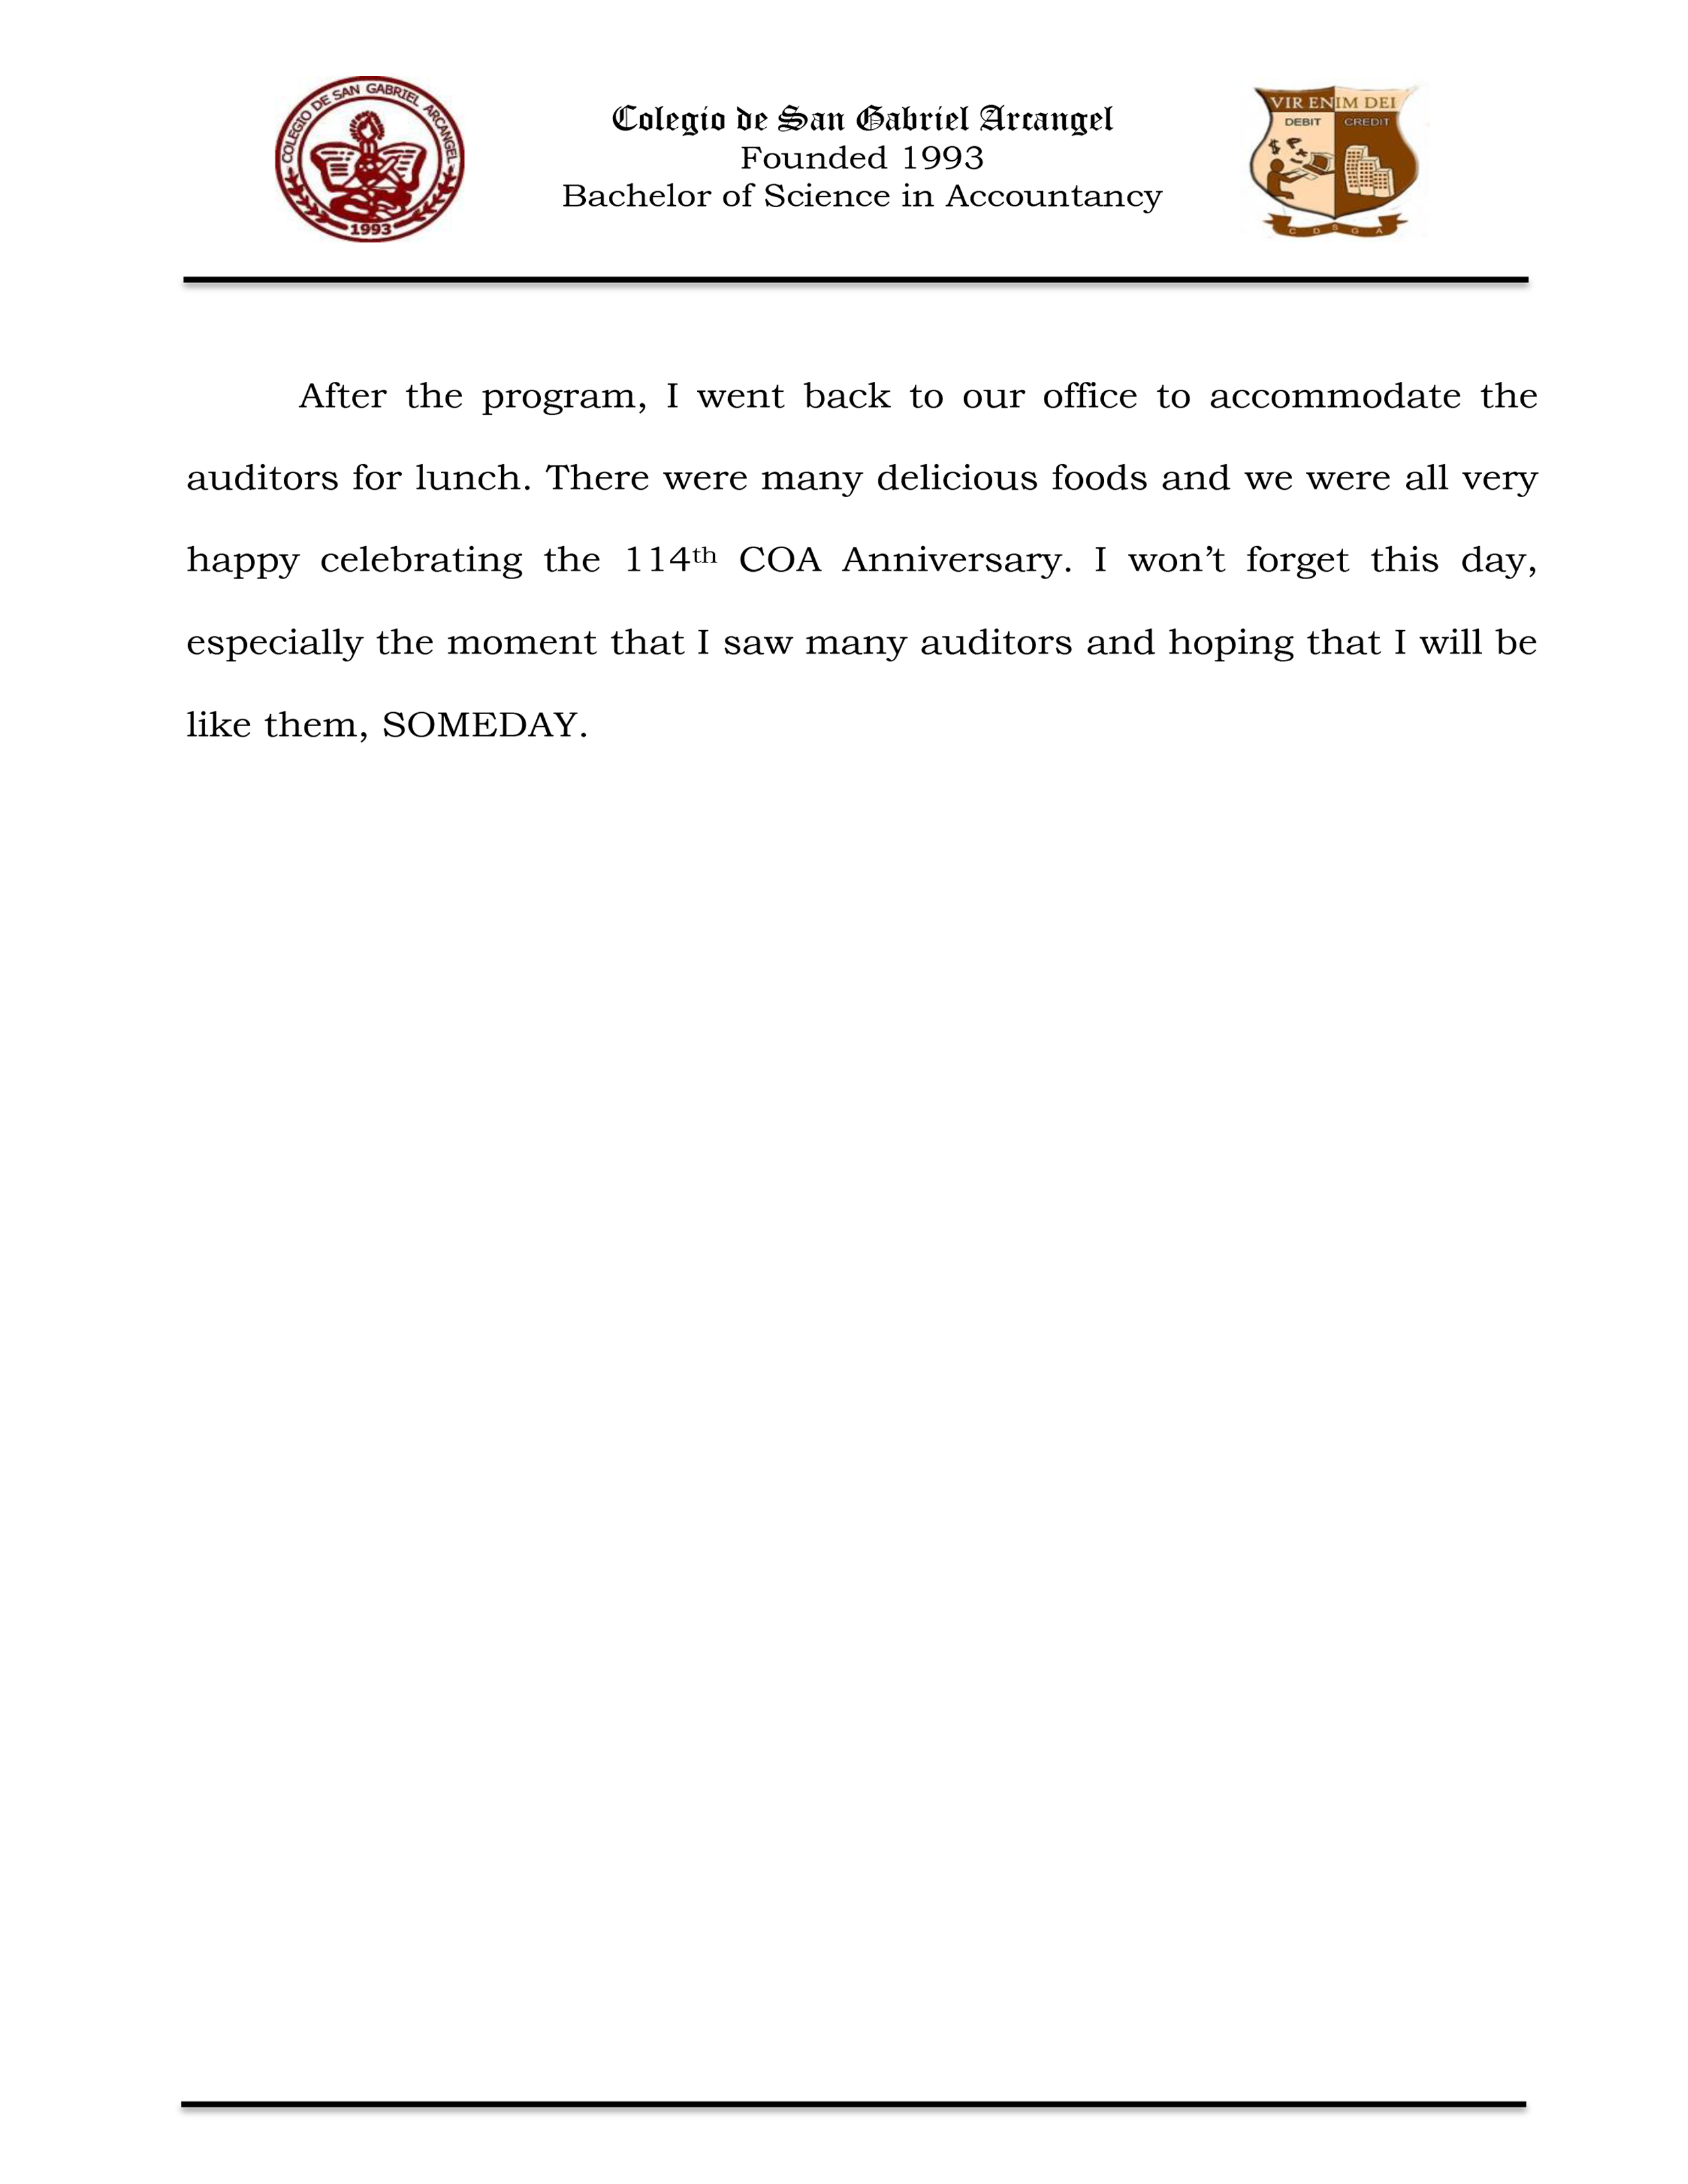 COLEGIO DE SAN GABRIEL ARCANGEL
1993
Colegio de San Gabriel Arcangel
Founded 1993
Bachelor of Science in Accountancy
VIR ENIM DEI
DEBIT CREDIT
C D S G A
After the program, I went back to our office to accommodate the
auditors for lunch. There were many delicious foods and we were all very
happy celebrating the 114th COA Anniversary. I won’t forget this day,
especially the moment that I saw many auditors and hoping that I will be
like them, SOMEDAY.